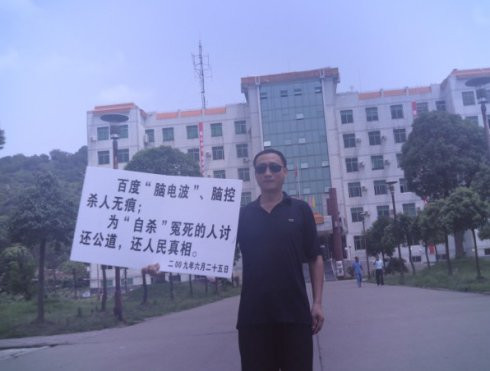 百度“脑电波”、脑控
杀人无痕；
为“自杀”冤死的人讨
还公道，还人民真相。
二00九年六月二十五日